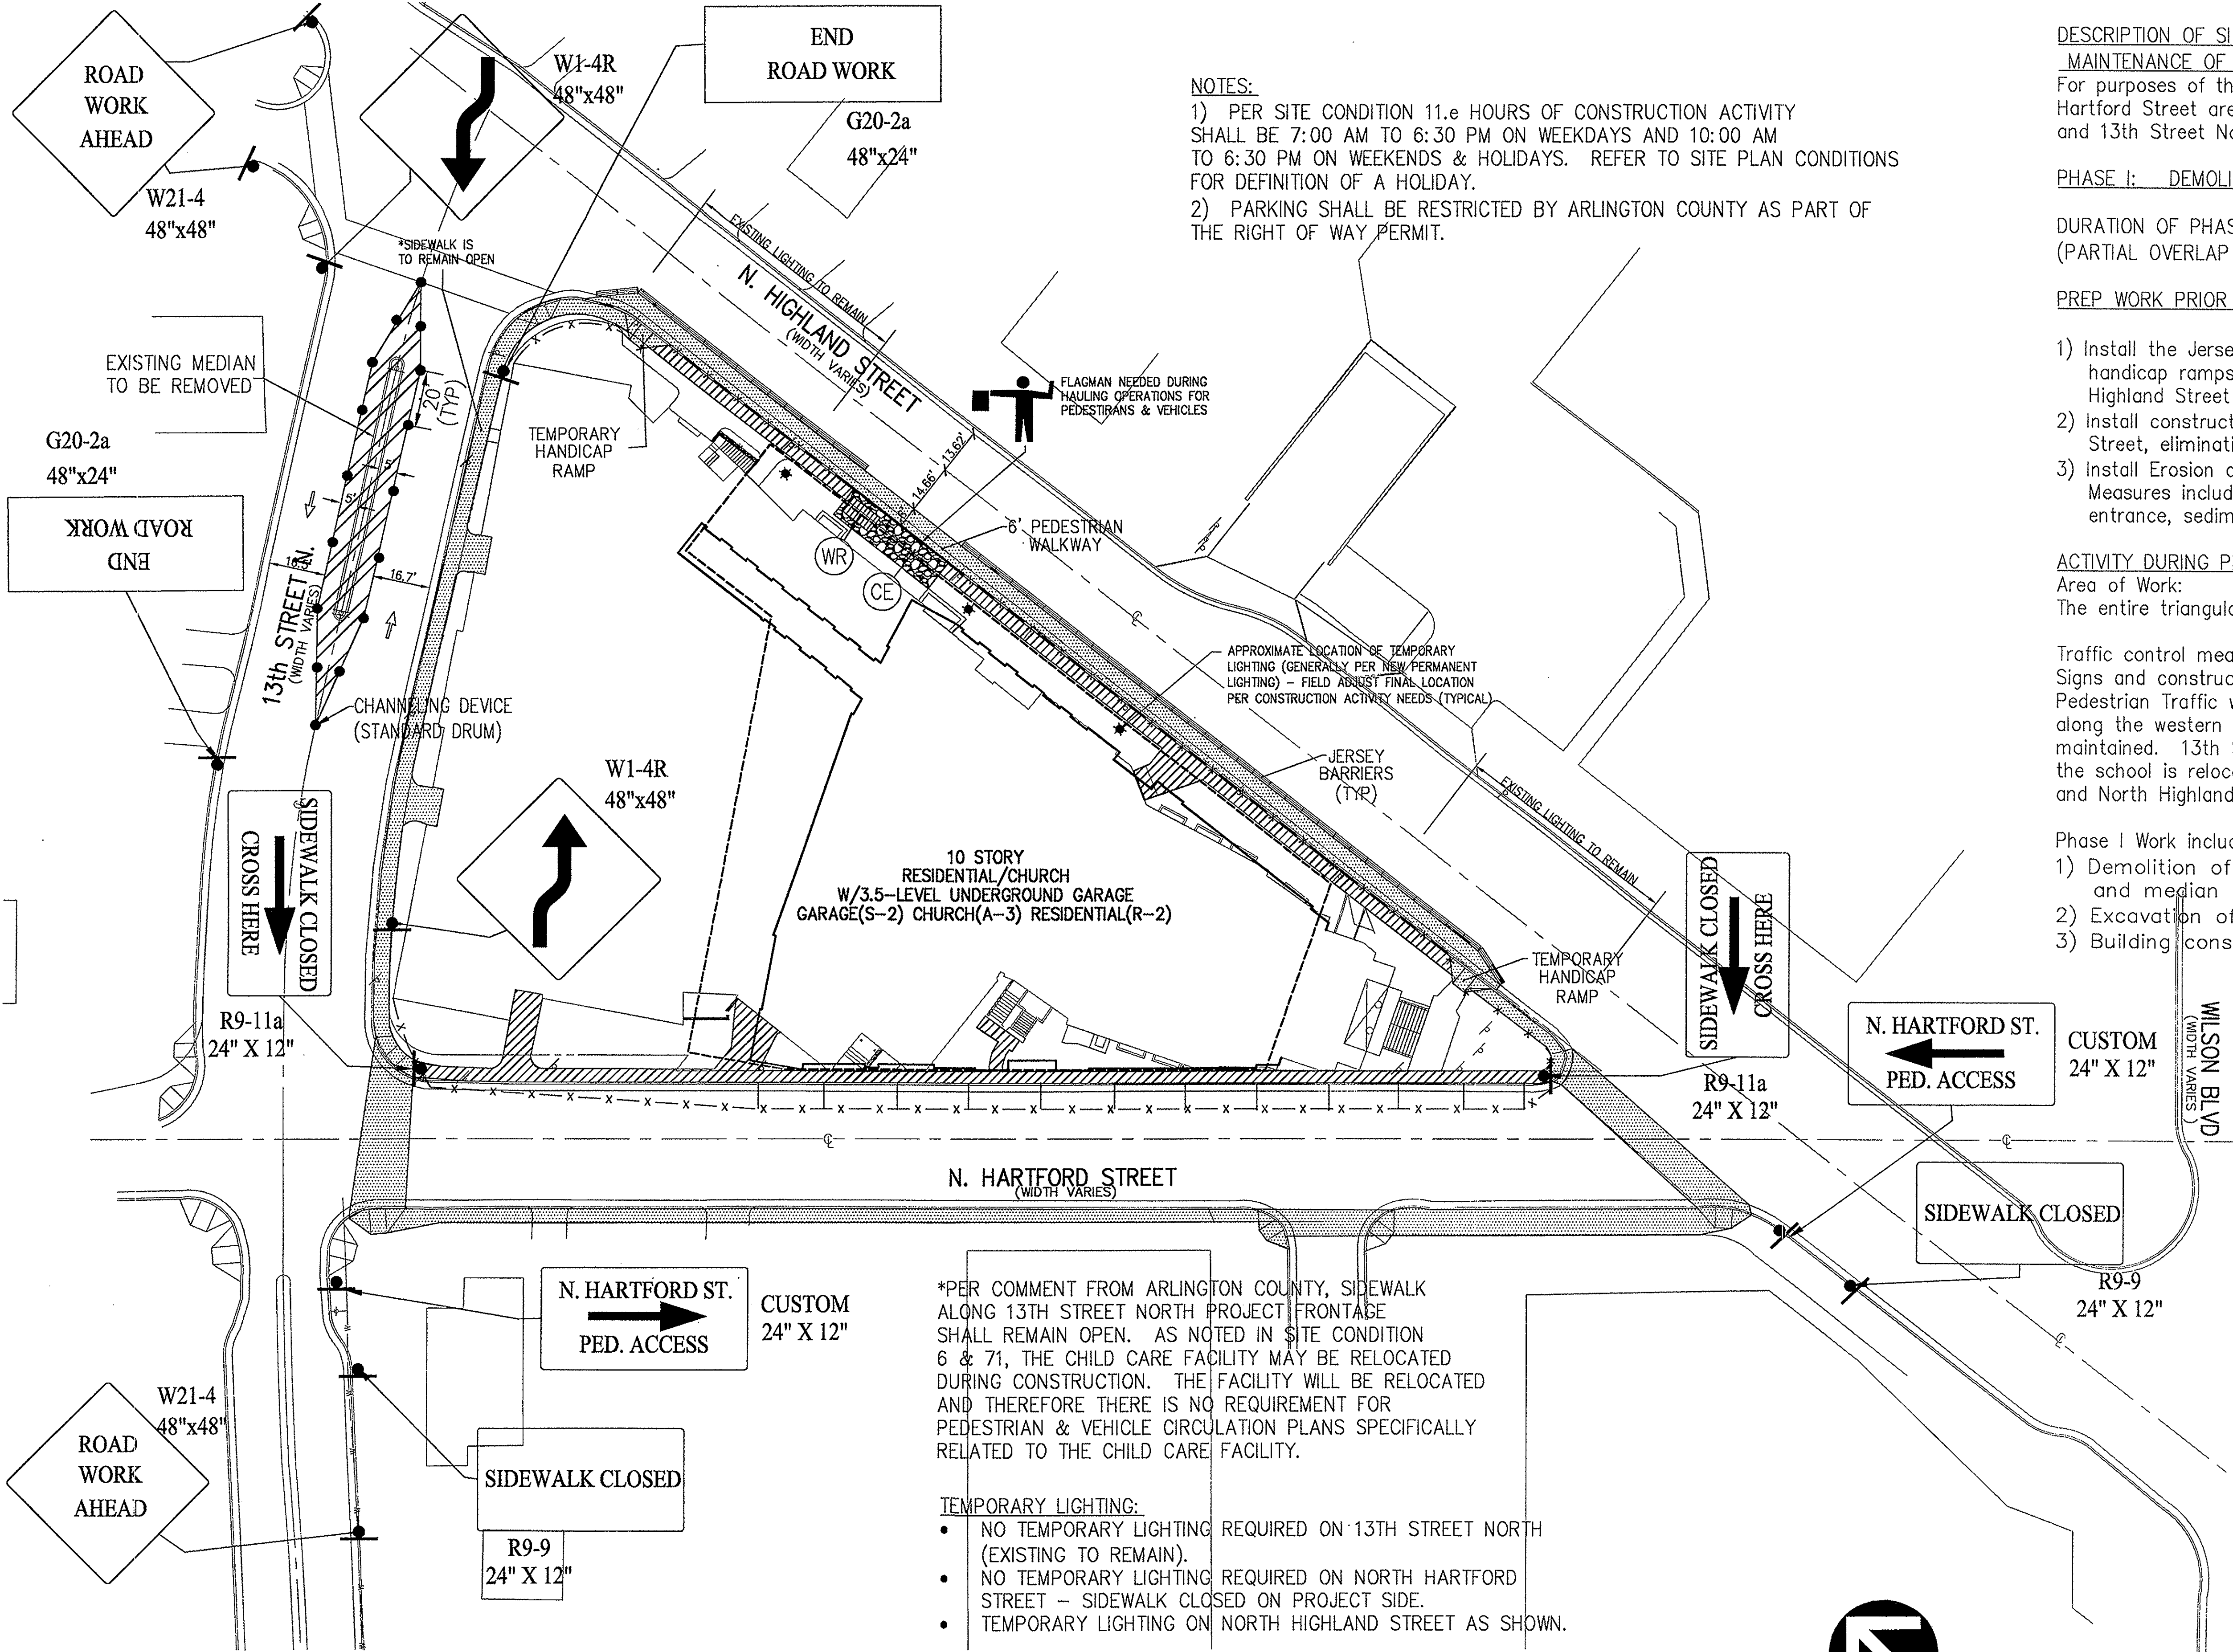 ROAD
WORK
AHEAD
W21-4
48"x48"
W1-4R
48"x48"
END
ROAD WORK
G20-2a
48"x24"
NOTES:
1) PER SITE CONDITION 11.e HOURS OF CONSTRUCTION ACTIVITY
SHALL BE 7:00 AM TO 6:30 PM ON WEEKDAYS AND 10:00 AM
TO 6:30 PM ON WEEKENDS & HOLIDAYS. REFER TO SITE PLAN CONDITIONS
FOR DEFINITION OF A HOLIDAY.
2) PARKING SHALL BE RESTRICTED BY ARLINGTON COUNTY AS PART OF
THE RIGHT OF WAY PERMIT.
*SIDEWALK IS
TO REMAIN OPEN
EXISTING LIGHTING TO REMAIN
N. HIGHLAND STREET
(WIDTH VARIES)
EXISTING MEDIAN
TO BE REMOVED
20'
(TYP)
TEMPORARY
HANDICAP
RAMP
FLAGMAN NEEDED DURING
HAULING OPERATIONS FOR
PEDESTIRANS & VEHICLES
13.62'
14.66'
6'
6' PEDESTRIAN
WALKWAY
WR
CE
G20-2a
48"x24"
END
ROAD WORK
5'
5'
16.5'
16.7'
13th STREET N.
(WIDTH VARIES)
CHANNELING DEVICE
(STANDARD DRUM)
APPROXIMATE LOCATION OF TEMPORARY
LIGHTING (GENERALLY PER NEW PERMANENT
LIGHTING) – FIELD ADJUST FINAL LOCATION
PER CONSTRUCTION ACTIVITY NEEDS (TYPICAL)
JERSEY
BARRIERS
(TYP)
EXISTING LIGHTING TO REMAIN
W1-4R
48"x48"
SIDEWALK CLOSED
CROSS HERE
R9-11a
24" X 12"
10 STORY
RESIDENTIAL/CHURCH
W/3.5–LEVEL UNDERGROUND GARAGE
GARAGE(S–2) CHURCH(A–3) RESIDENTIAL(R–2)
TEMPORARY
HANDICAP
RAMP
SIDEWALK CLOSED
CROSS HERE
R9-11a
24" X 12"
N. HARTFORD ST.
PED. ACCESS
CUSTOM
24" X 12"
WILSON BLVD
(WIDTH VARIES)
SIDEWALK CLOSED
R9-9
24" X 12"
N. HARTFORD STREET
(WIDTH VARIES)
N. HARTFORD ST.
PED. ACCESS
CUSTOM
24" X 12"
W21-4
48"x48"
ROAD
WORK
AHEAD
SIDEWALK CLOSED
R9-9
24" X 12"
*PER COMMENT FROM ARLINGTON COUNTY, SIDEWALK
ALONG 13TH STREET NORTH PROJECT FRONTAGE
SHALL REMAIN OPEN. AS NOTED IN SITE CONDITION
6 & 71, THE CHILD CARE FACILITY MAY BE RELOCATED
DURING CONSTRUCTION. THE FACILITY WILL BE RELOCATED
AND THEREFORE THERE IS NO REQUIREMENT FOR
PEDESTRIAN & VEHICLE CIRCULATION PLANS SPECIFICALLY
RELATED TO THE CHILD CARE FACILITY.
TEMPORARY LIGHTING:
• NO TEMPORARY LIGHTING REQUIRED ON 13TH STREET NORTH
(EXISTING TO REMAIN).
• NO TEMPORARY LIGHTING REQUIRED ON NORTH HARTFORD
STREET – SIDEWALK CLOSED ON PROJECT SIDE.
• TEMPORARY LIGHTING ON NORTH HIGHLAND STREET AS SHOWN.
DESCRIPTION OF
MAINTENANCE OF
For purposes of
Hartford Street
and 13th Street
PHASE I:
DURATION OF
(PARTIAL OVERLAP
PREP WORK PRIOR
1) Install the
handicap ramps
Highland Street
2) Install
Street,
3) Install Erosion
Measures
entrance,
ACTIVITY DURING
Area of Work:
The entire
Traffic control
Signs and
Pedestrian Traffic
along the western
maintained. 13th
the school is
and North Highland
Phase I Work
1) Demolition of
and median
2) Excavation of
3) Building